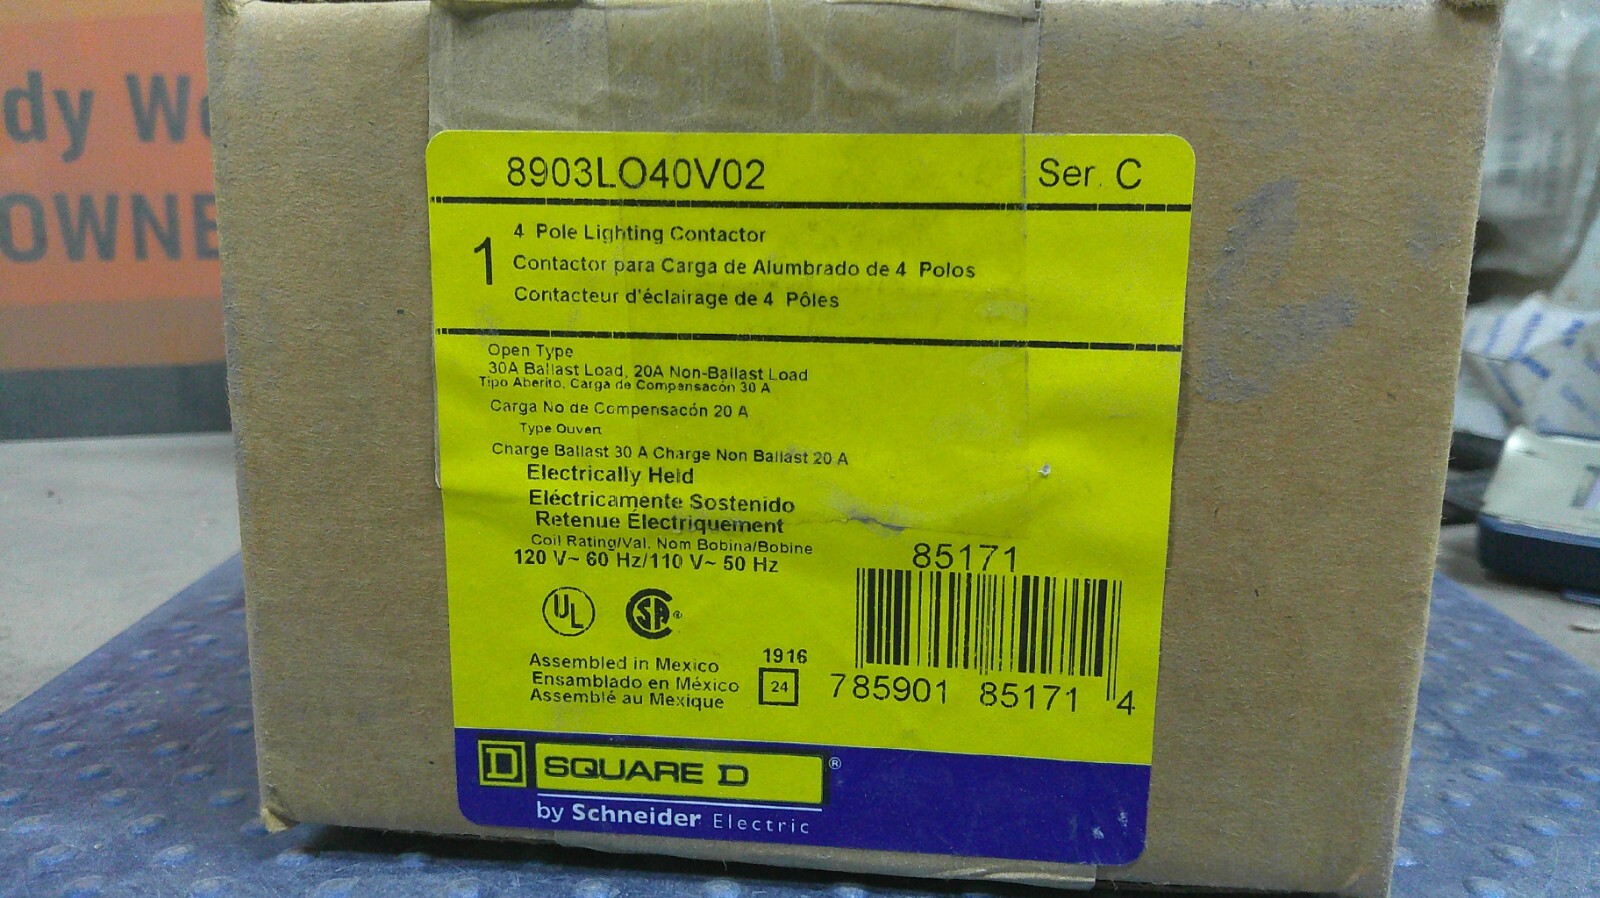 dy
OWNE
8903LO40V02 Ser. C
1
4 Pole Lighting Contactor
Contactor para Carga de Alumbrado de 4 Polos
Contacteur d'éclairage de 4 Pôles
Open Type
30A Ballast Load, 20A Non-Ballast Load
Tipo Aberito, Carga de Compensacón 30 A
Carga No de Compensacón 20 A
Type Ouvert
Charge Ballast 30 A Charge Non Ballast 20 A
Electrically Held
Eléctricamente Sostenido
Retenue Électriquement
Coil Rating/Val. Nom Bobina/Bobine
120 V~ 60 Hz/110 V~ 50 Hz
UL SA ®
Assembled in Mexico
Ensamblado en México
Assemblé au Mexique
1916
24
85171
785901 85171 4
D SQUARE D ®
by Schneider Electric